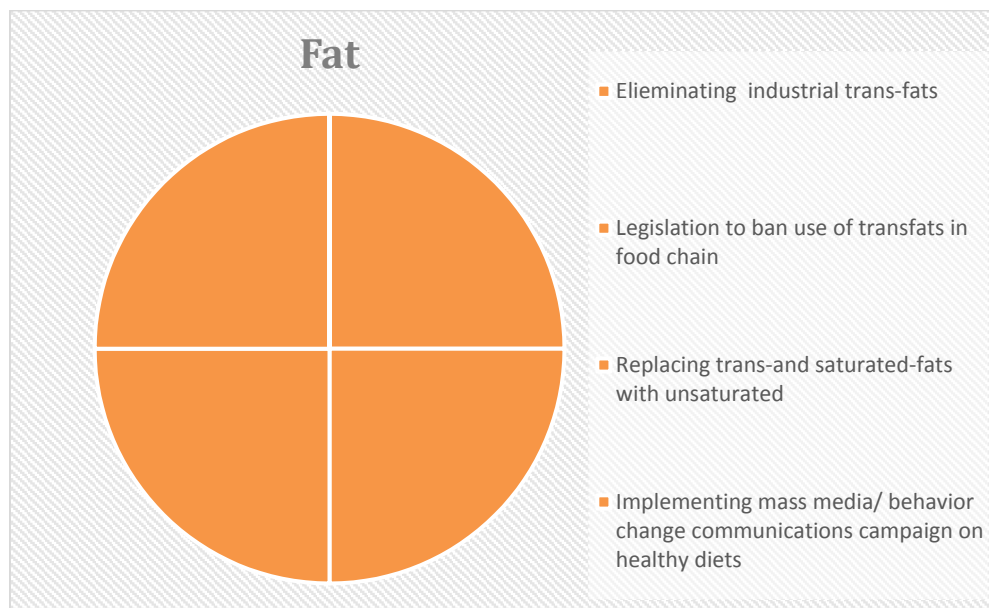 Fat
Elieminating industrial trans-fats
Legislation to ban use of transfats in
food chain
Replacing trans-and saturated-fats
with unsaturated
Implementing mass media/ behavior
change communications campaign on
healthy diets